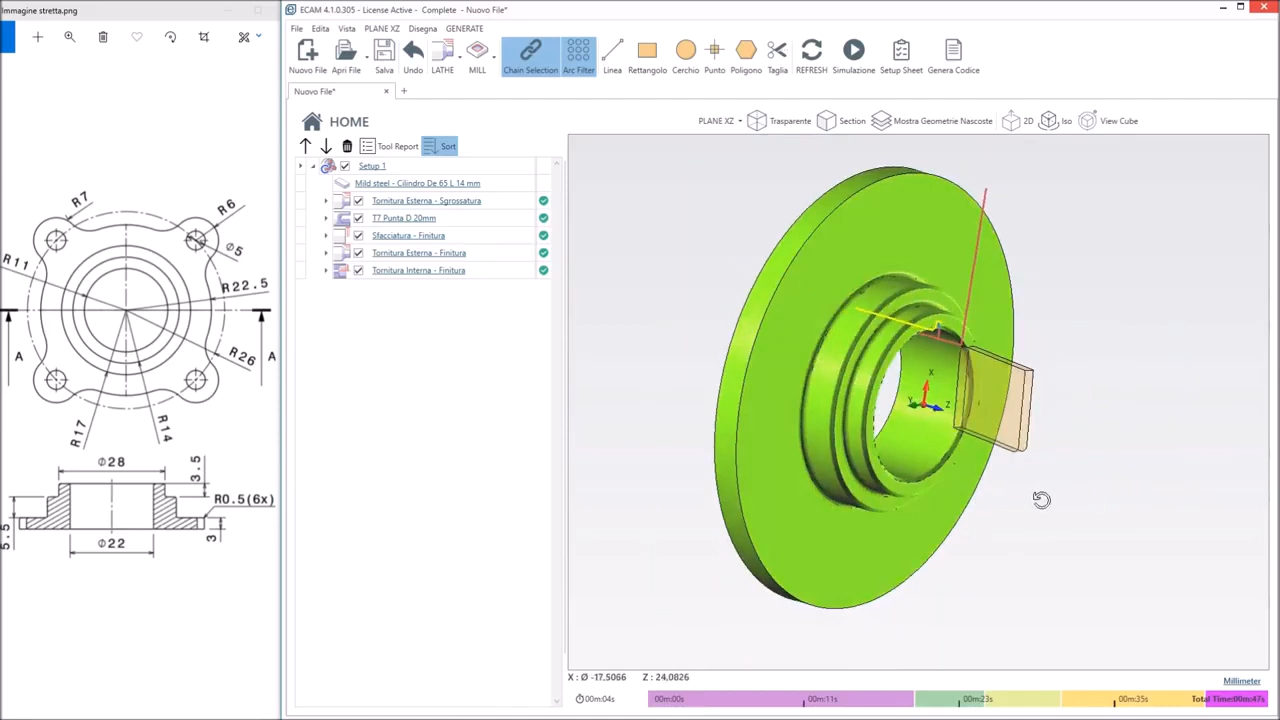 Immagine stretta.png
R7
R6
Ø5
R11
R22.5
A
A
R26
R17
R14
Ø28
3.5
R0.5(6x)
5.5
3
Ø22
ECAM 4.1.0.305 - License Active - Complete - Nuovo File*
File Edita Vista PLANE XZ Disegna GENERATE
Nuovo File Apri File Salva Undo LATHE MILL Chain Selection Arc Filter Linea Rettangolo Cerchio Punto Poligono Taglia REFRESH Simulazione Setup Sheet Genera Codice
Nuovo File*
HOME
PLANE XZ Trasparente Section Mostra Geometrie Nascoste 2D Iso View Cube
Tool Report Sort
Setup 1
Mild steel - Cilindro De 65 L 14 mm
Tornitura Esterna - Sgrossatura
T7 Punta D 20mm
Sfacciatura - Finitura
Tornitura Esterna - Finitura
Tornitura Interna - Finitura
X
Y
Z
X : Ø -17,5066 Z : 24,0826
Millimeter
00m:04s 00m:00s 00m:11s 00m:23s 00m:35s Total Time:00m:47s